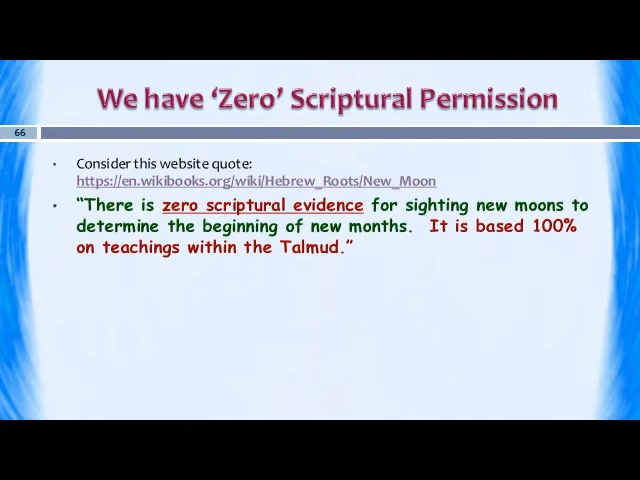 We have ‘Zero’ Scriptural Permission
66
• Consider this website quote:
https://en.wikibooks.org/wiki/Hebrew_Roots/New_Moon
• “There is zero scriptural evidence for sighting new moons to
determine the beginning of new months. It is based 100%
on teachings within the Talmud.”